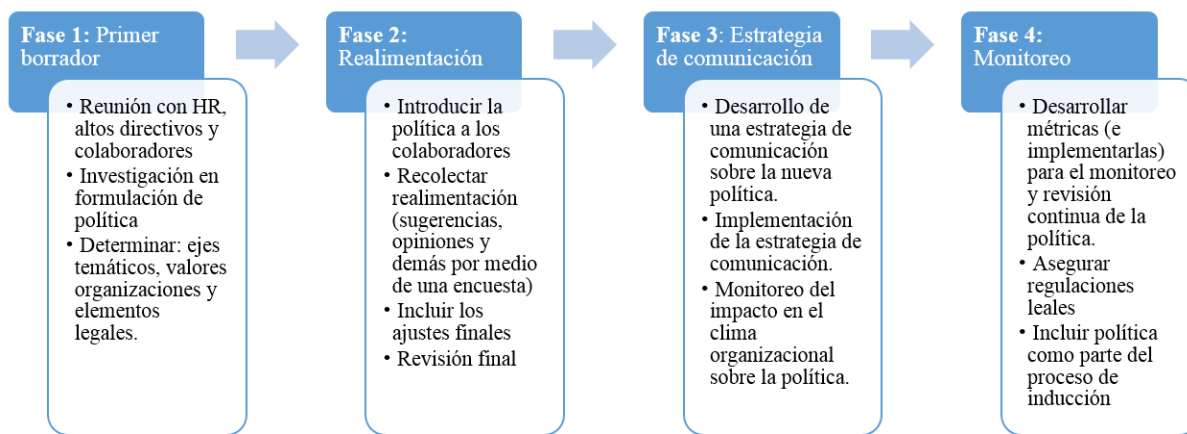 Fase 1: Primer
borrador
• Reunión con HR,
altos directivos y
colaboradores
• Investigación en
formulación de
política
• Determinar: ejes
temáticos, valores
organizaciones y
elementos
legales.
Fase 2:
Realimentación
• Introducir la
política a los
colaboradores
• Recolectar
realimentación
(sugerencias,
opiniones y
demás por medio
de una encuesta)
• Incluir los
ajustes finales
• Revisión final
Fase 3: Estrategia
de comunicación
• Desarrollo de
una estrategia de
comunicación
sobre la nueva
política.
• Implementación
de la estrategia de
comunicación.
• Monitoreo del
impacto en el
clima
organizacional
sobre la política.
Fase 4:
Monitoreo
• Desarrollar
métricas (e
implementarlas)
para el monitoreo
y revisión
continua de la
política.
• Asegurar
regulaciones
leales
• Incluir política
como parte del
proceso de
inducción